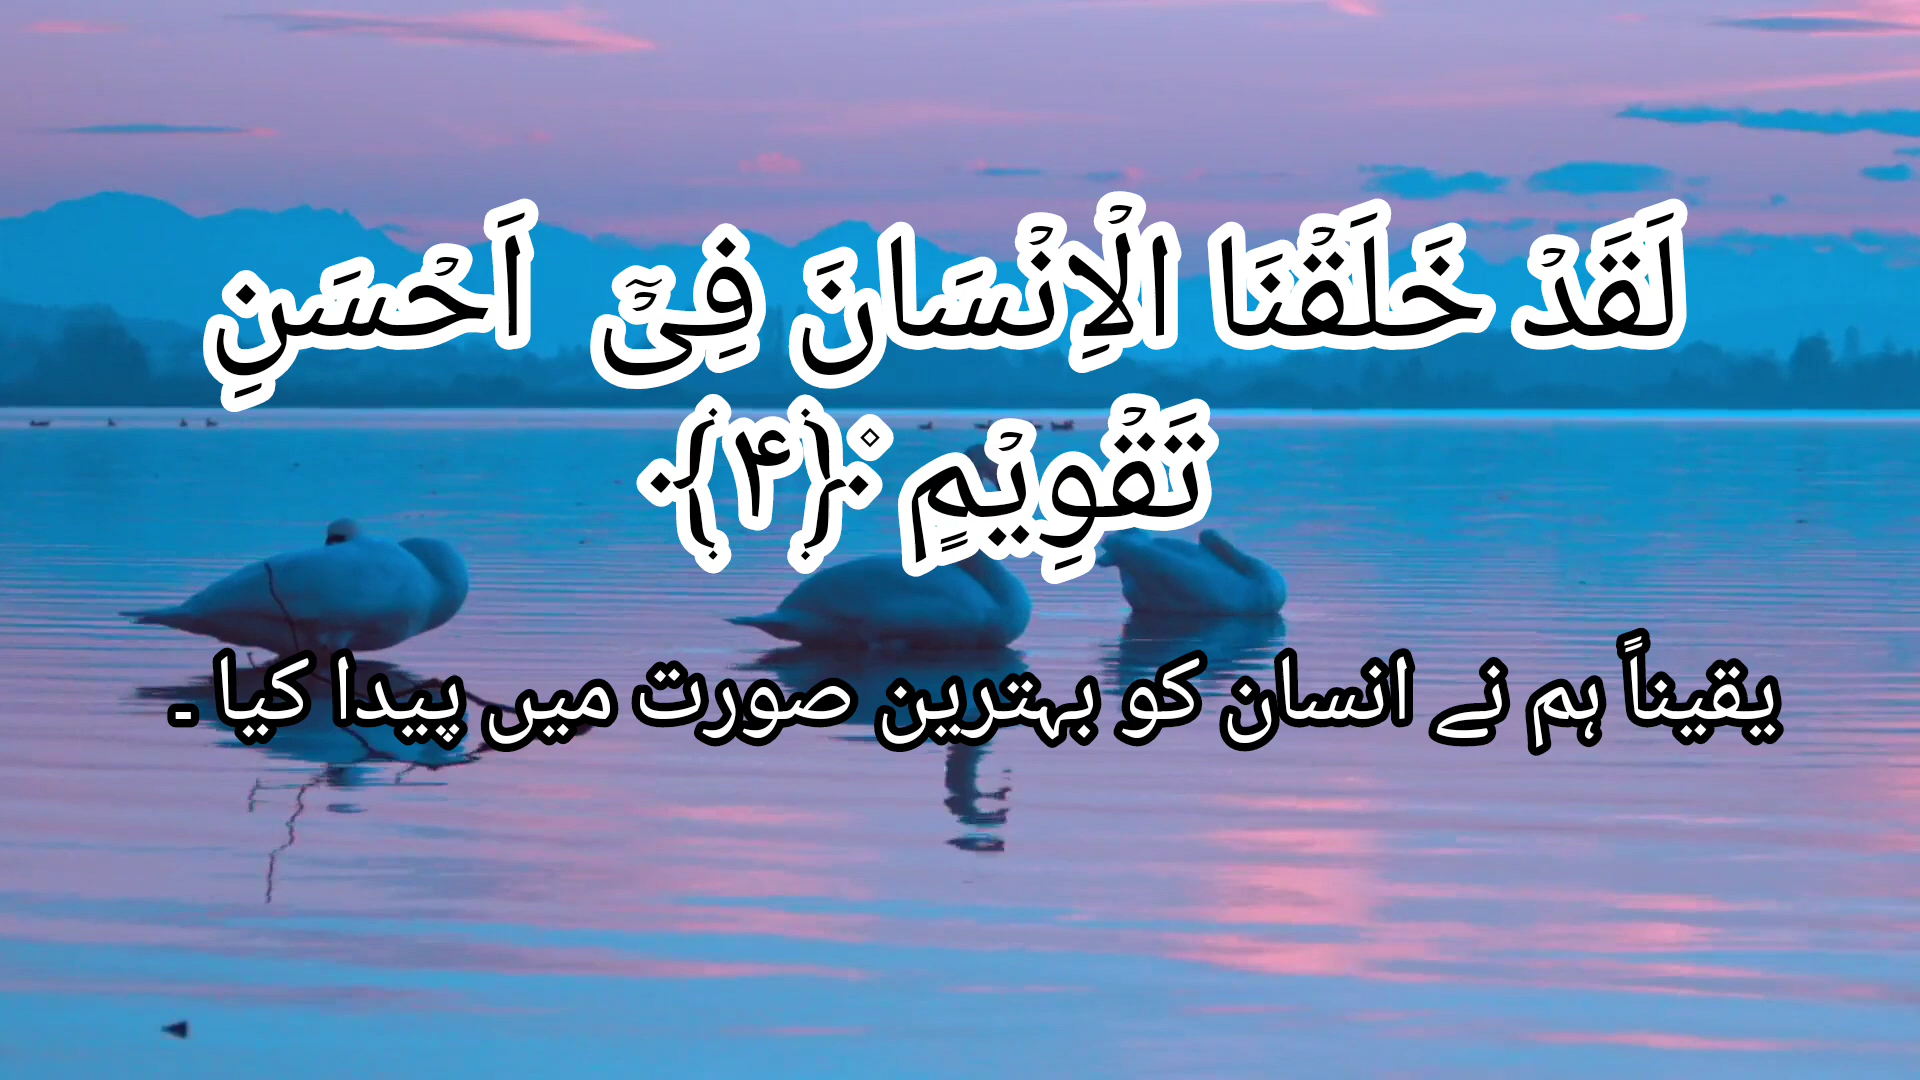 لَقَدۡ خَلَقۡنَا الۡاِنۡسَانَ فِیۡۤ اَحۡسَنِ
تَقۡوِیۡمٍ ۫﴿۴﴾
یقیناً ہم نے انسان کو بہترین صورت میں پیدا کیا ۔